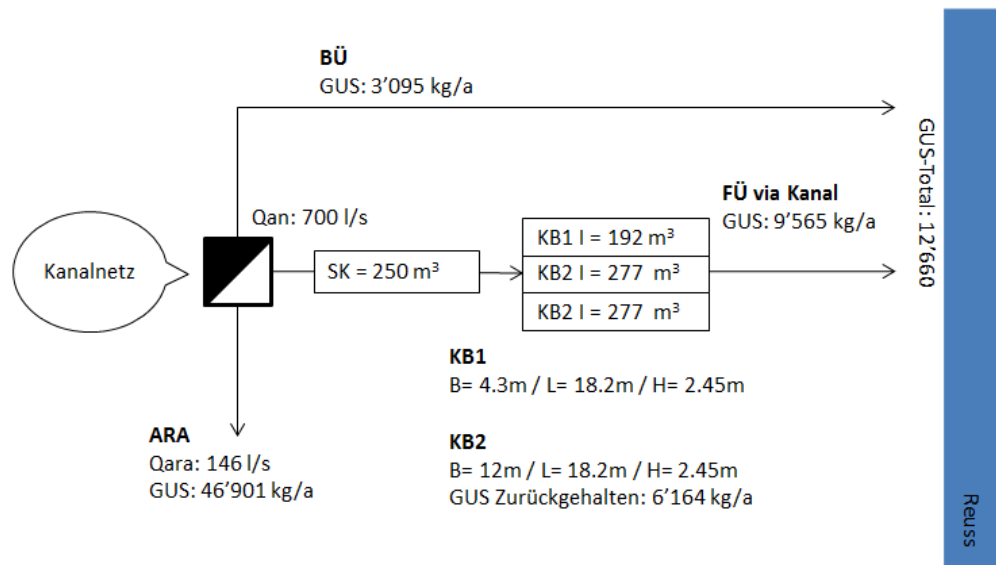 BÜ
GUS: 3’095 kg/a
GUS-Total: 12’660
FÜ via Kanal
GUS: 9’565 kg/a
Qan: 700 l/s
Kanalnetz
SK = 250 m³
KB1 I = 192 m³
KB2 I = 277 m³
KB2 I = 277 m³
KB1
B= 4.3m / L= 18.2m / H= 2.45m
ARA
Qara: 146 l/s
GUS: 46’901 kg/a
KB2
B= 12m / L= 18.2m / H= 2.45m
GUS Zurückgehalten: 6’164 kg/a
Reuss